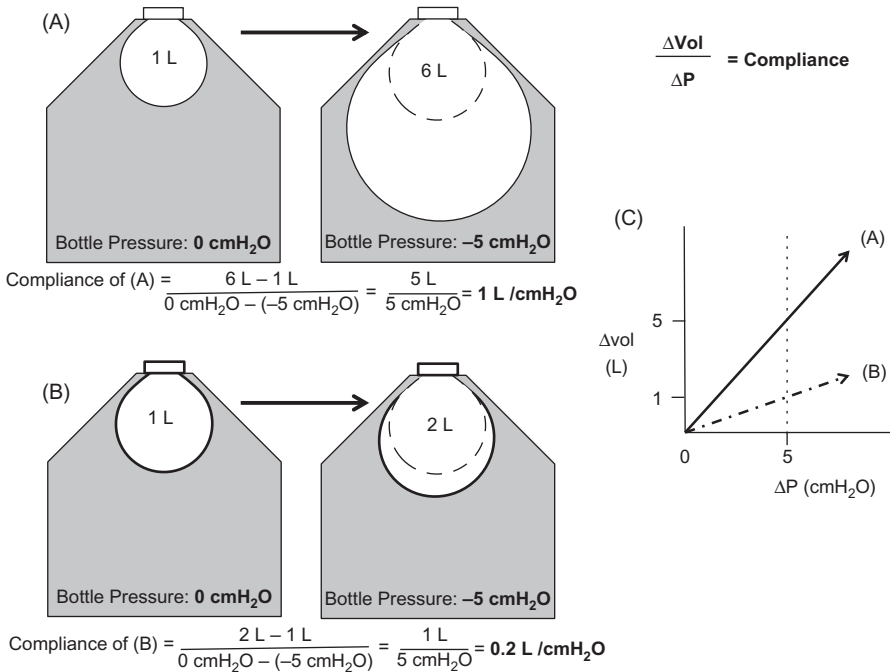 (A)
1 L
6 L
Bottle Pressure: 0 cmH₂O
Bottle Pressure: –5 cmH₂O
Compliance of (A) = 6 L – 1 L / 0 cmH₂O – (–5 cmH₂O) = 5 L / 5 cmH₂O = 1 L /cmH₂O
(B)
1 L
2 L
Bottle Pressure: 0 cmH₂O
Bottle Pressure: –5 cmH₂O
Compliance of (B) = 2 L – 1 L / 0 cmH₂O – (–5 cmH₂O) = 1 L / 5 cmH₂O = 0.2 L /cmH₂O
ΔVol / ΔP = Compliance
(C)
(A)
5
Δvol
(L)
(B)
1
0
5
ΔP (cmH₂O)